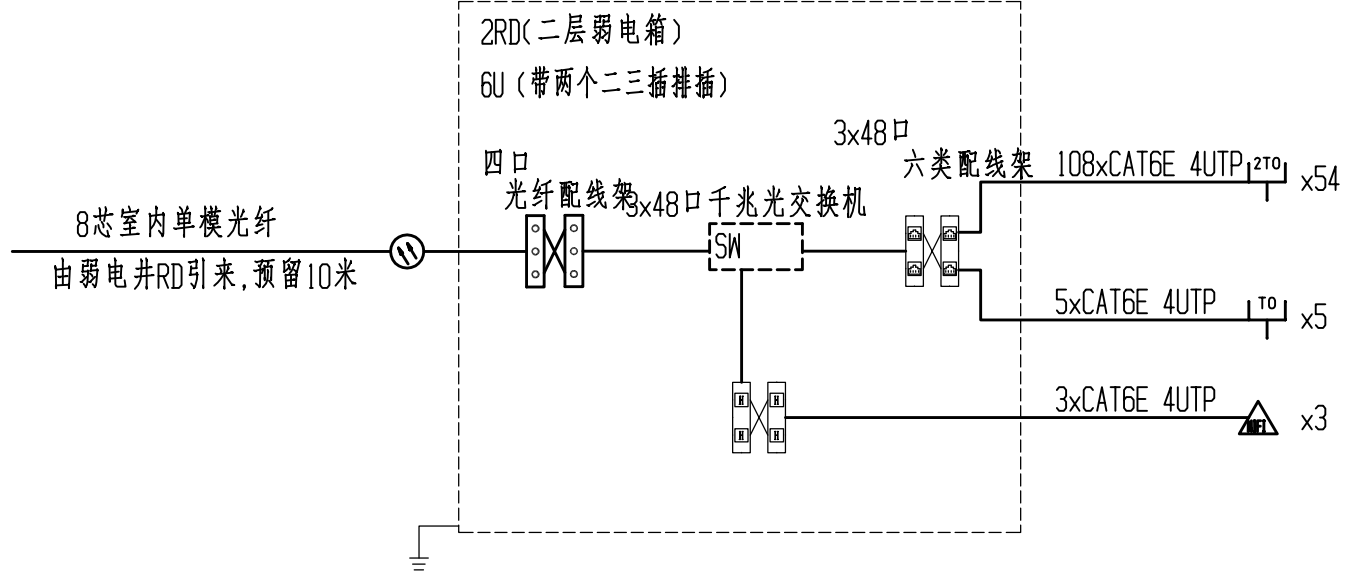 2RD(二层弱电箱)
6U (带两个二三插排插)
四口
光纤配线架
3x48口千兆光交换机
3x48口
六类配线架
108xCAT6E 4UTP
2TO
x54
8芯室内单模光纤
由弱电井RD引来,预留10米
SW
5xCAT6E 4UTP
TO
x5
H H
H H
3xCAT6E 4UTP
x3